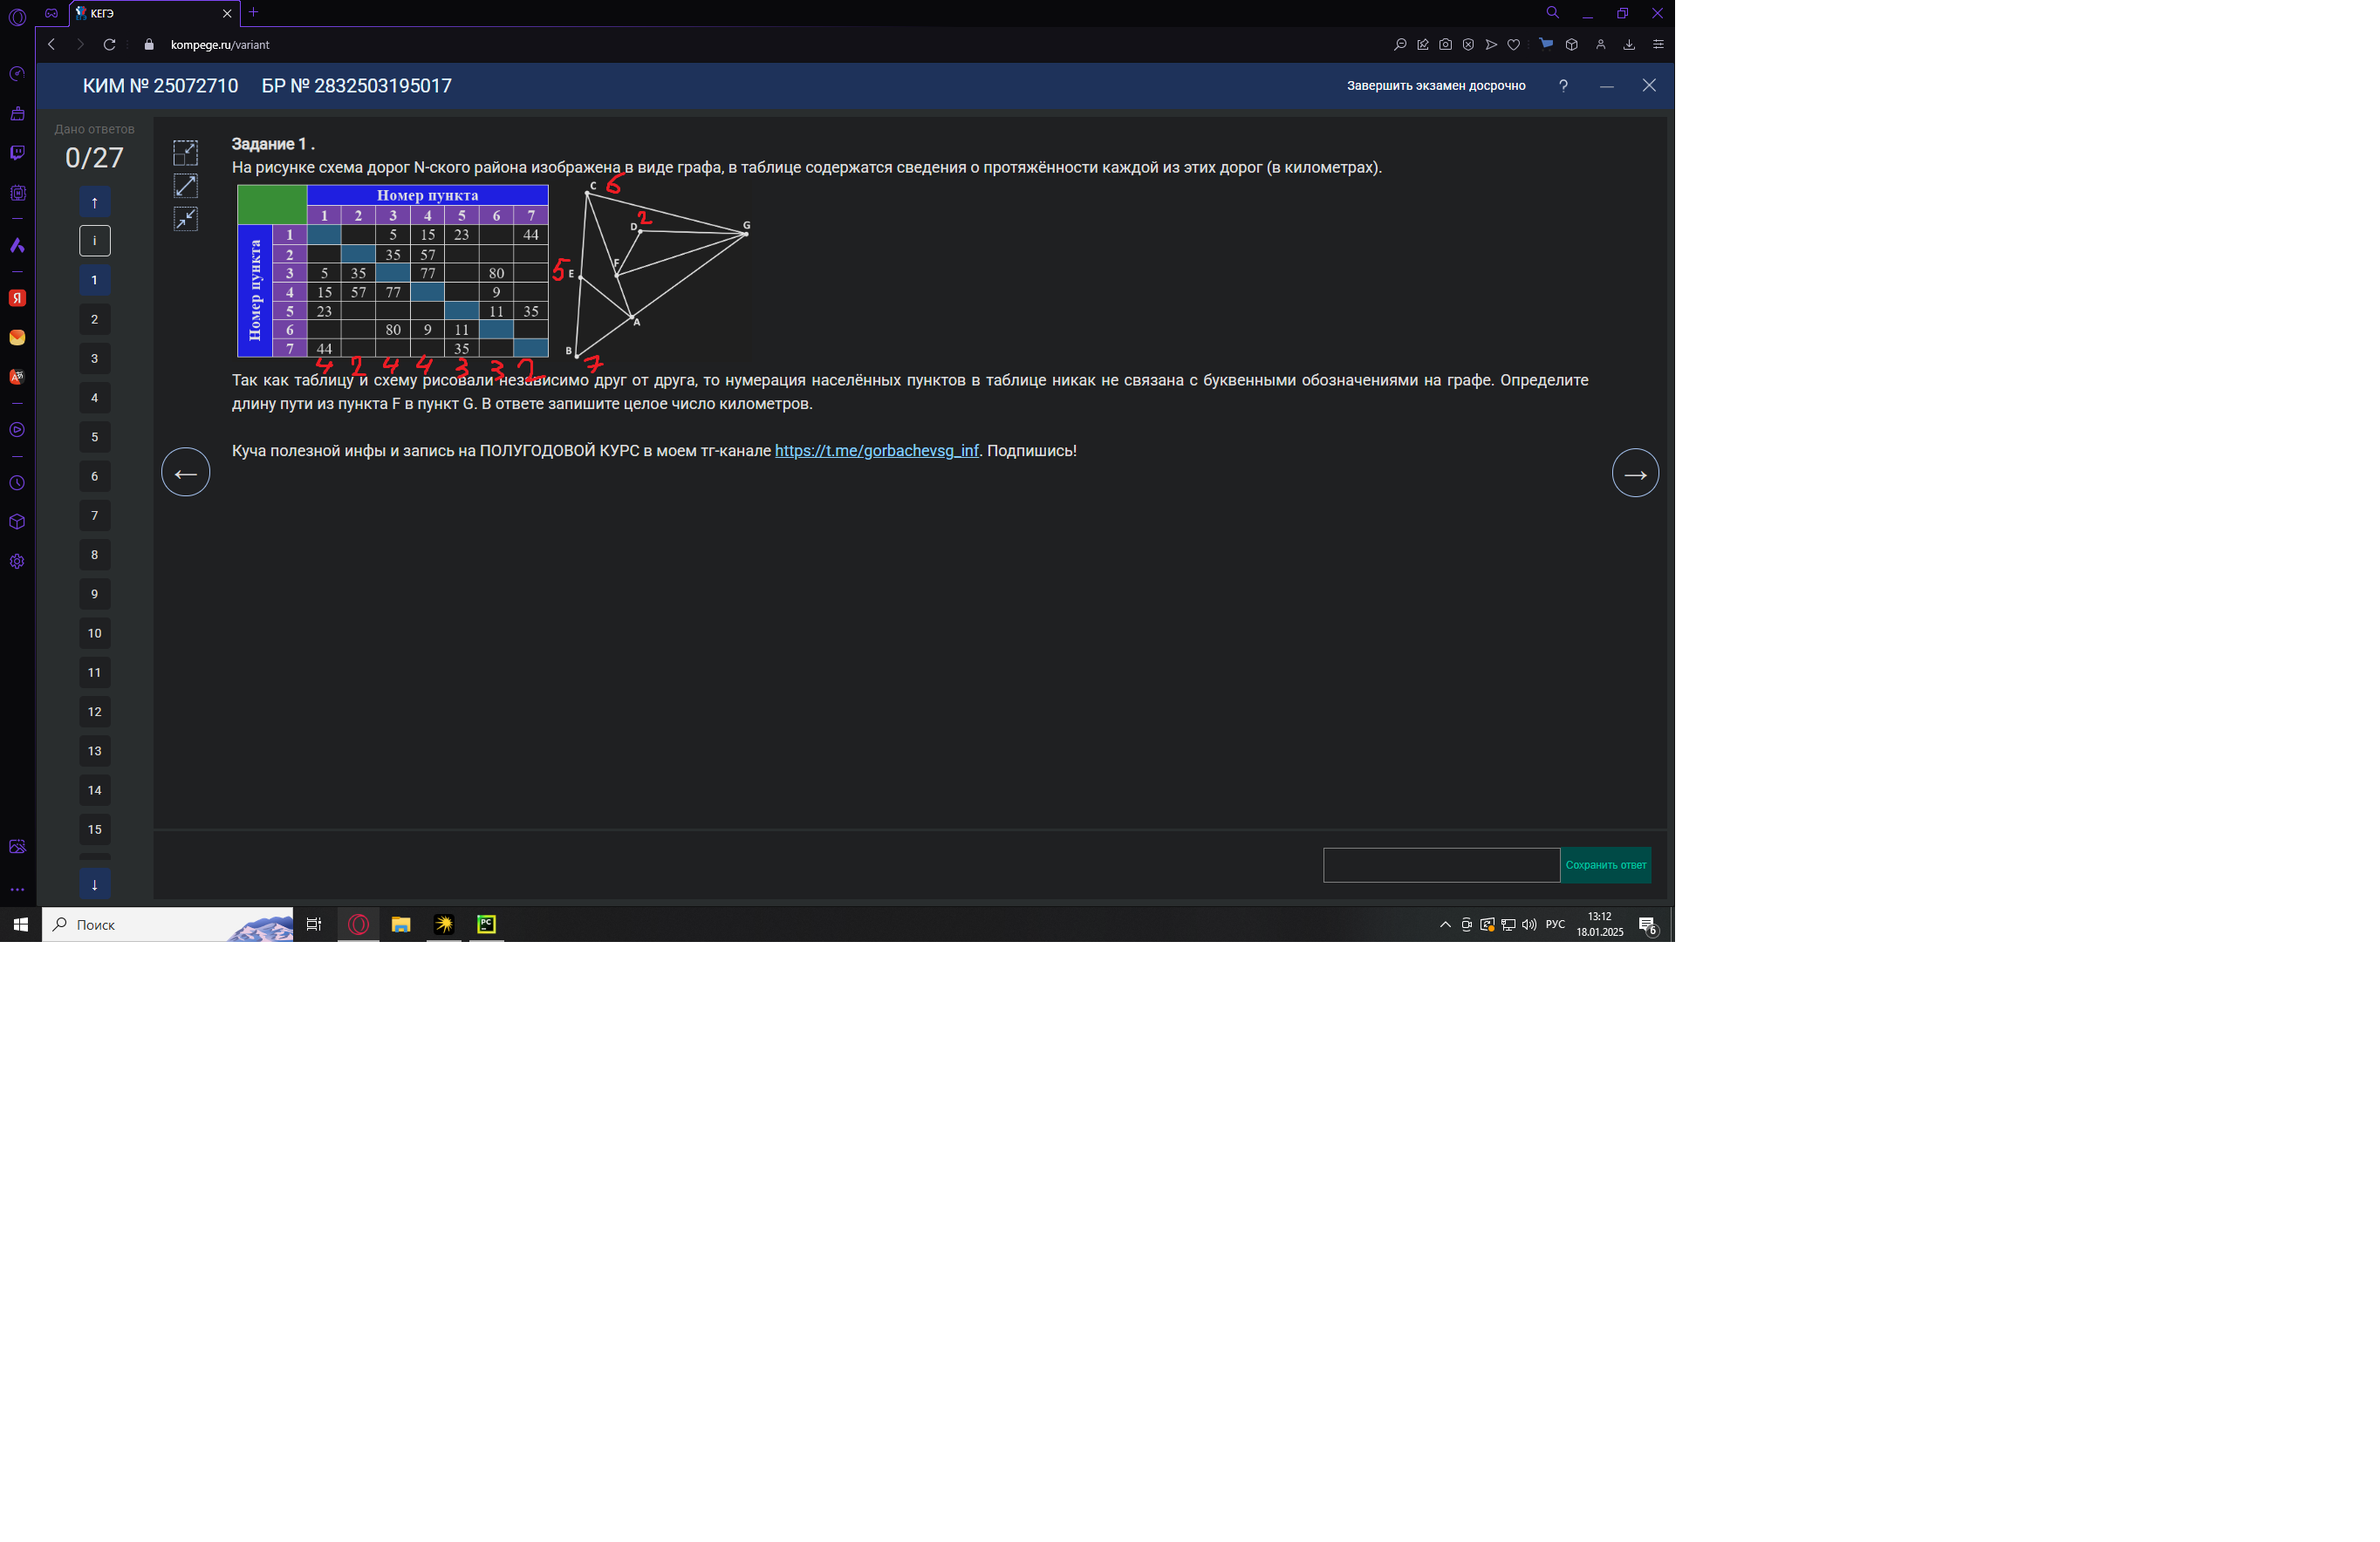 КЕГЭ
kompege.ru/variant
КИМ № 25072710 БР № 2832503195017 Завершить экзамен досрочно ?
Дано ответов
0/27
↑
i
1
2
3
4
5
6
7
8
9
10
11
12
13
14
15
↓
Задание 1 .
На рисунке схема дорог N-ского района изображена в виде графа, в таблице содержатся сведения о протяжённости каждой из этих дорог (в километрах).
Номер пункта
1 2 3 4 5 6 7
Номер пункта
1 5 15 23 44
2 35 57
3 5 35 77 80
4 15 57 77 9
5 23 11 35
6 80 9 11
7 44 35
4 2 4 4 3 3 2
C 6
D 2
G
F
5 E
A
B 7
Так как таблицу и схему рисовали независимо друг от друга, то нумерация населённых пунктов в таблице никак не связана с буквенными обозначениями на графе. Определите
длину пути из пункта F в пункт G. В ответе запишите целое число километров.
Куча полезной инфы и запись на ПОЛУГОДОВОЙ КУРС в моем тг-канале https://t.me/gorbachevsg_inf. Подпишись!
← →
Сохранить ответ
Я
Поиск
PC
РУС
13:12
18.01.2025
6